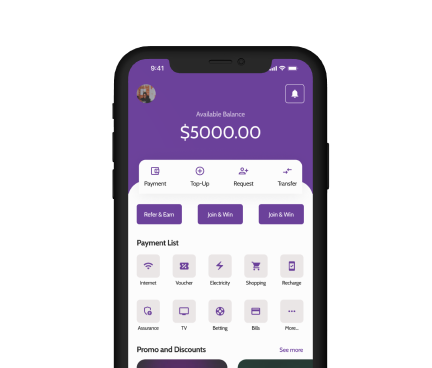 9:41
Available Balance
$5000.00
Payment Top-Up Request Transfer
Refer & Earn Join & Win Join & Win
Payment List
Internet Voucher Electricity Shopping Recharge
Assurance TV Betting Bills More...
Promo and Discounts See more